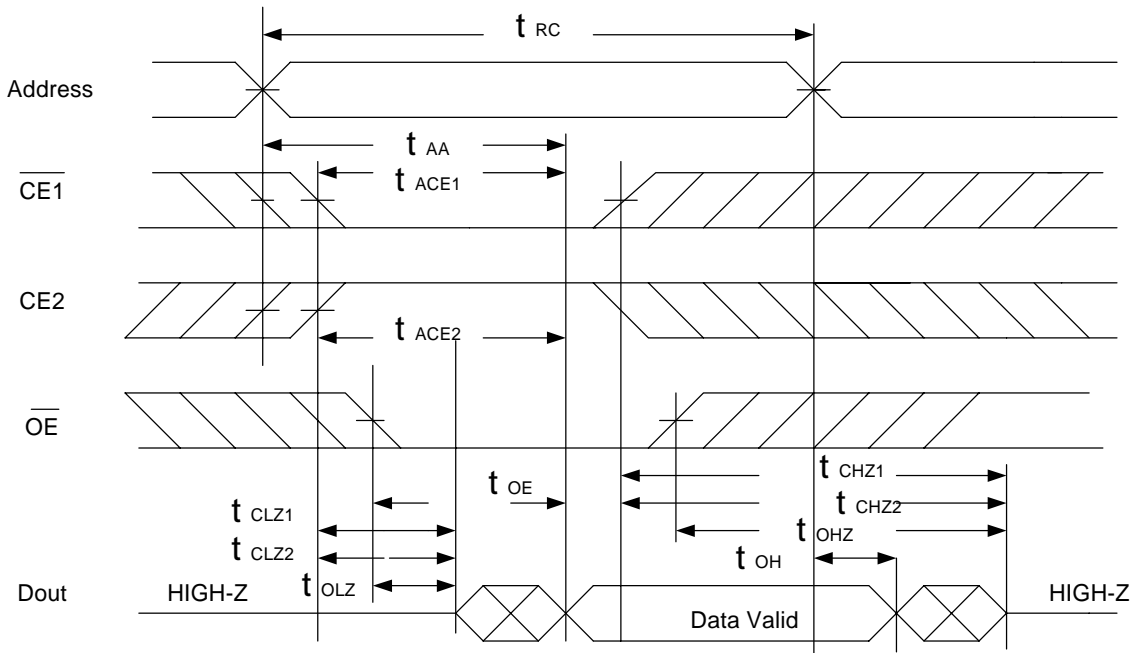 t RC
Address
t AA
CE1
t ACE1
CE2
t ACE2
OE
t CHZ1
t OE
t CHZ2
t CLZ1
t OHZ
t CLZ2
t OH
t OLZ
Dout HIGH-Z Data Valid HIGH-Z